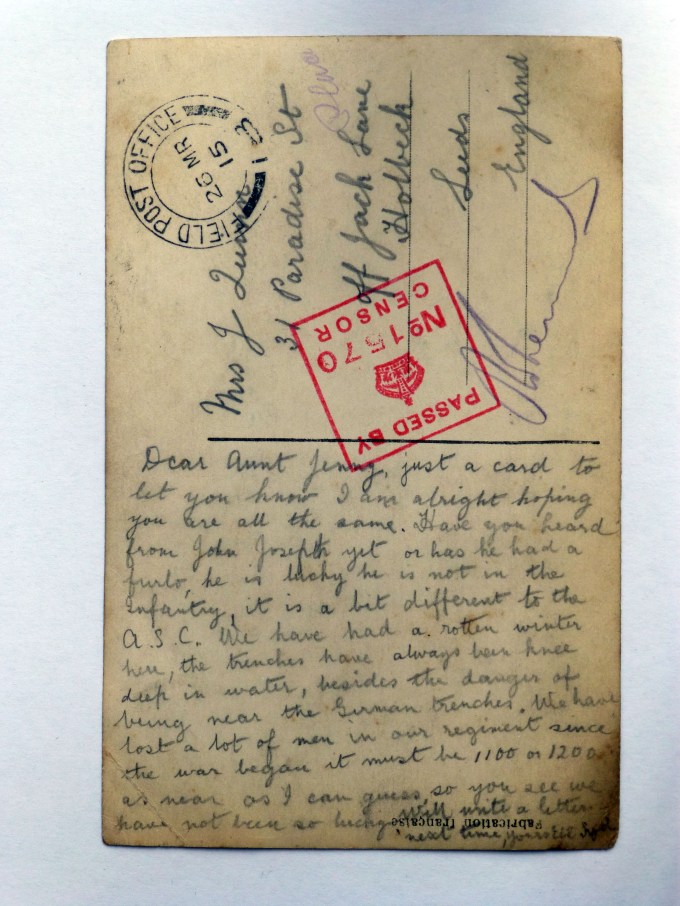 FIELD POST OFFICE
26 MR
15
Mrs J Quinn
31 Paradise St
off Jack Lane
Holbeck
Leeds
England
PASSED BY
CENSOR
No 1570
Dear Aunt Jenny, just a card to
let you know I am alright hoping
you are all the same. Have you heard
from John Joseph yet or has he had a
furlo, he is lucky he is not in the
Infantry, it is a bit different to the
A.S.C. We have had a rotten winter
here, the trenches have always been knee
deep in water, besides the danger of
being near the German trenches. We have
lost a lot of men in our regiment since
the war began it must be 1100 or 1200
as near as I can guess, so you see we
have not been so lucky. Will write a letter
next time, yours Etc
Fabrication française